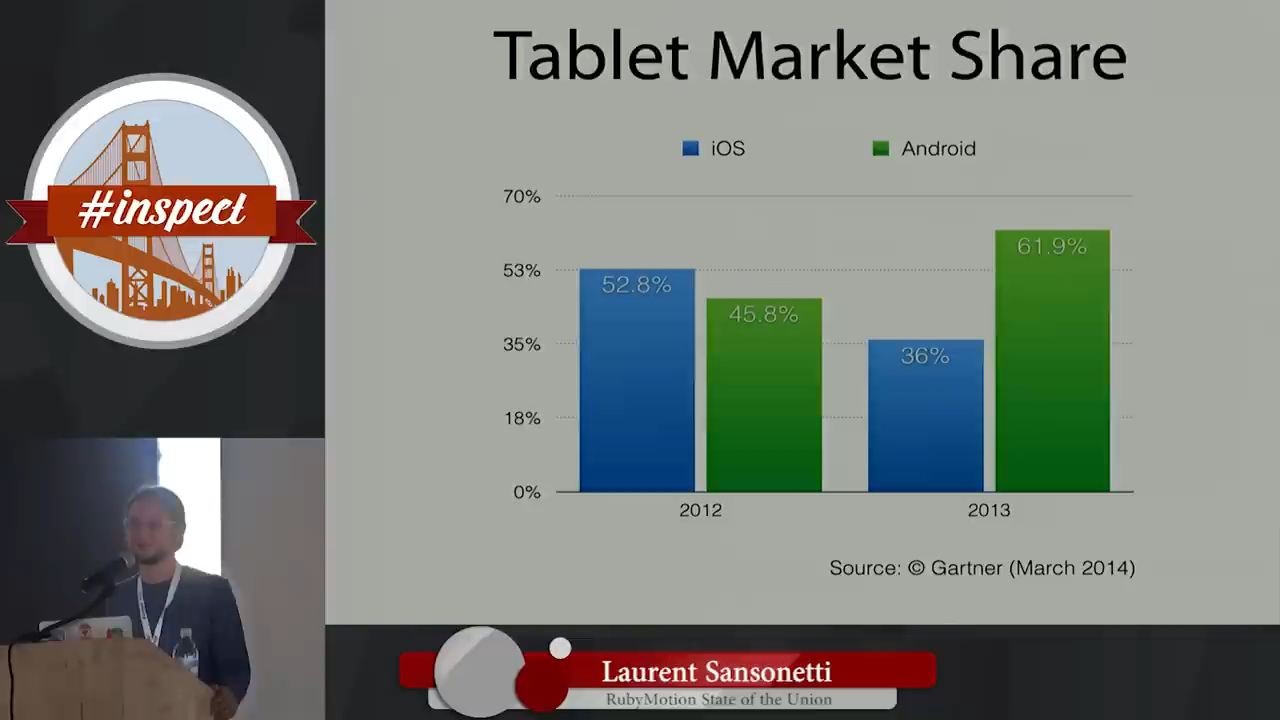 Tablet Market Share
#inspect
iOS
Android
70%
53%
35%
18%
0%
52.8%
45.8%
36%
61.9%
2012
2013
Source: © Gartner (March 2014)
Laurent Sansonetti
RubyMotion State of the Union